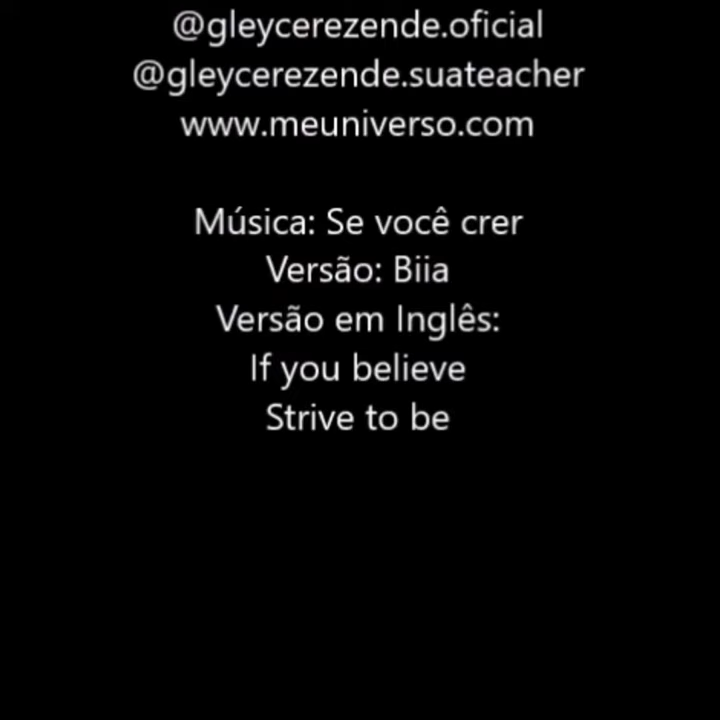 @gleycerezende.oficial
@gleycerezende.suateacher
www.meuniverso.com
Música: Se você crer
Versão: Biia
Versão em Inglês:
If you believe
Strive to be